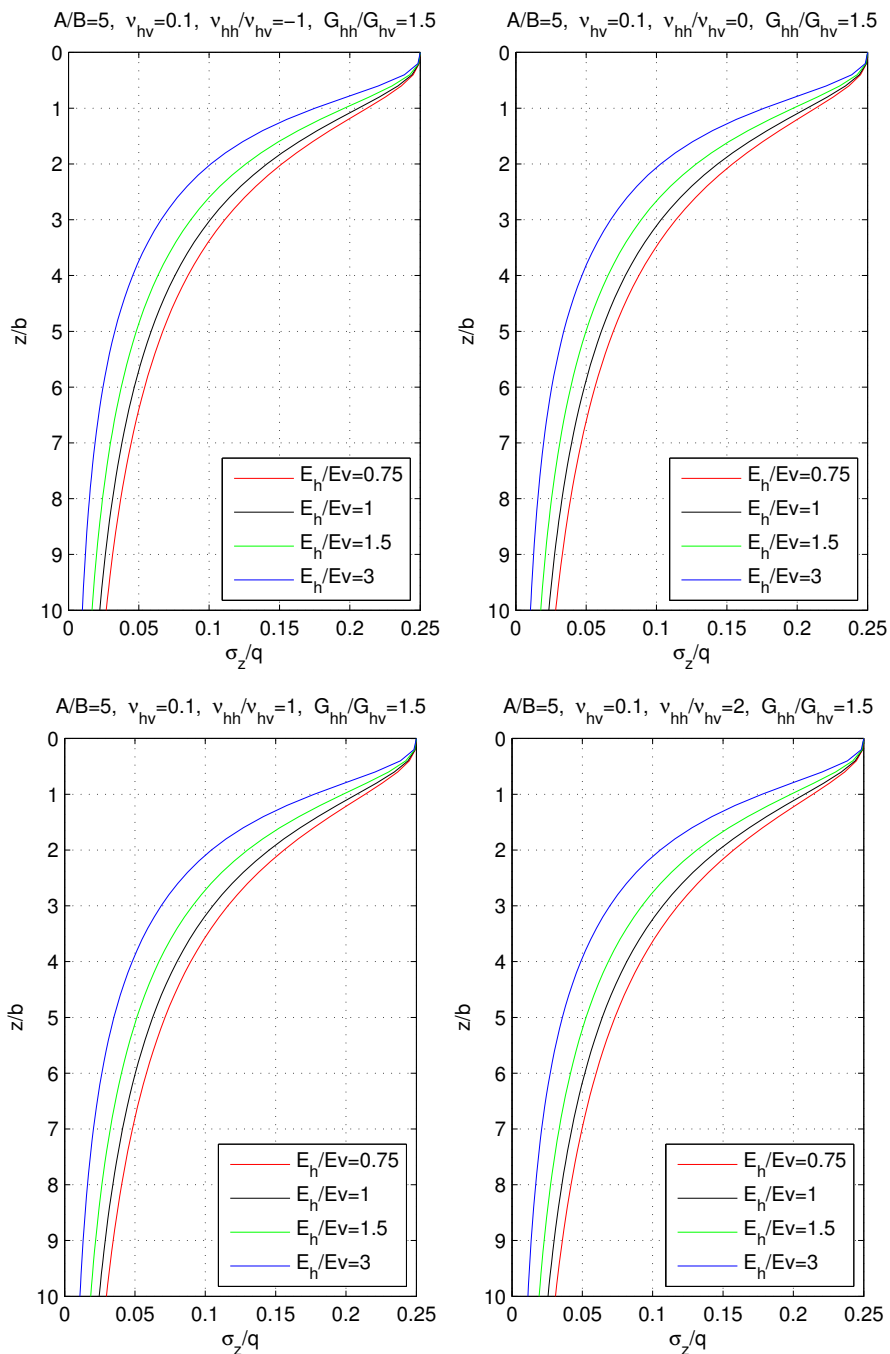 A/B=5, ν_hv=0.1, ν_hh/ν_hv=−1, G_hh/G_hv=1.5
0
1
2
3
4
5
6
7
8
9
10
z/b
E_h/Ev=0.75
E_h/Ev=1
E_h/Ev=1.5
E_h/Ev=3
0 0.05 0.1 0.15 0.2 0.25
σ_z/q
A/B=5, ν_hv=0.1, ν_hh/ν_hv=0, G_hh/G_hv=1.5
0
1
2
3
4
5
6
7
8
9
10
z/b
E_h/Ev=0.75
E_h/Ev=1
E_h/Ev=1.5
E_h/Ev=3
0 0.05 0.1 0.15 0.2 0.25
σ_z/q
A/B=5, ν_hv=0.1, ν_hh/ν_hv=1, G_hh/G_hv=1.5
0
1
2
3
4
5
6
7
8
9
10
z/b
E_h/Ev=0.75
E_h/Ev=1
E_h/Ev=1.5
E_h/Ev=3
0 0.05 0.1 0.15 0.2 0.25
σ_z/q
A/B=5, ν_hv=0.1, ν_hh/ν_hv=2, G_hh/G_hv=1.5
0
1
2
3
4
5
6
7
8
9
10
z/b
E_h/Ev=0.75
E_h/Ev=1
E_h/Ev=1.5
E_h/Ev=3
0 0.05 0.1 0.15 0.2 0.25
σ_z/q